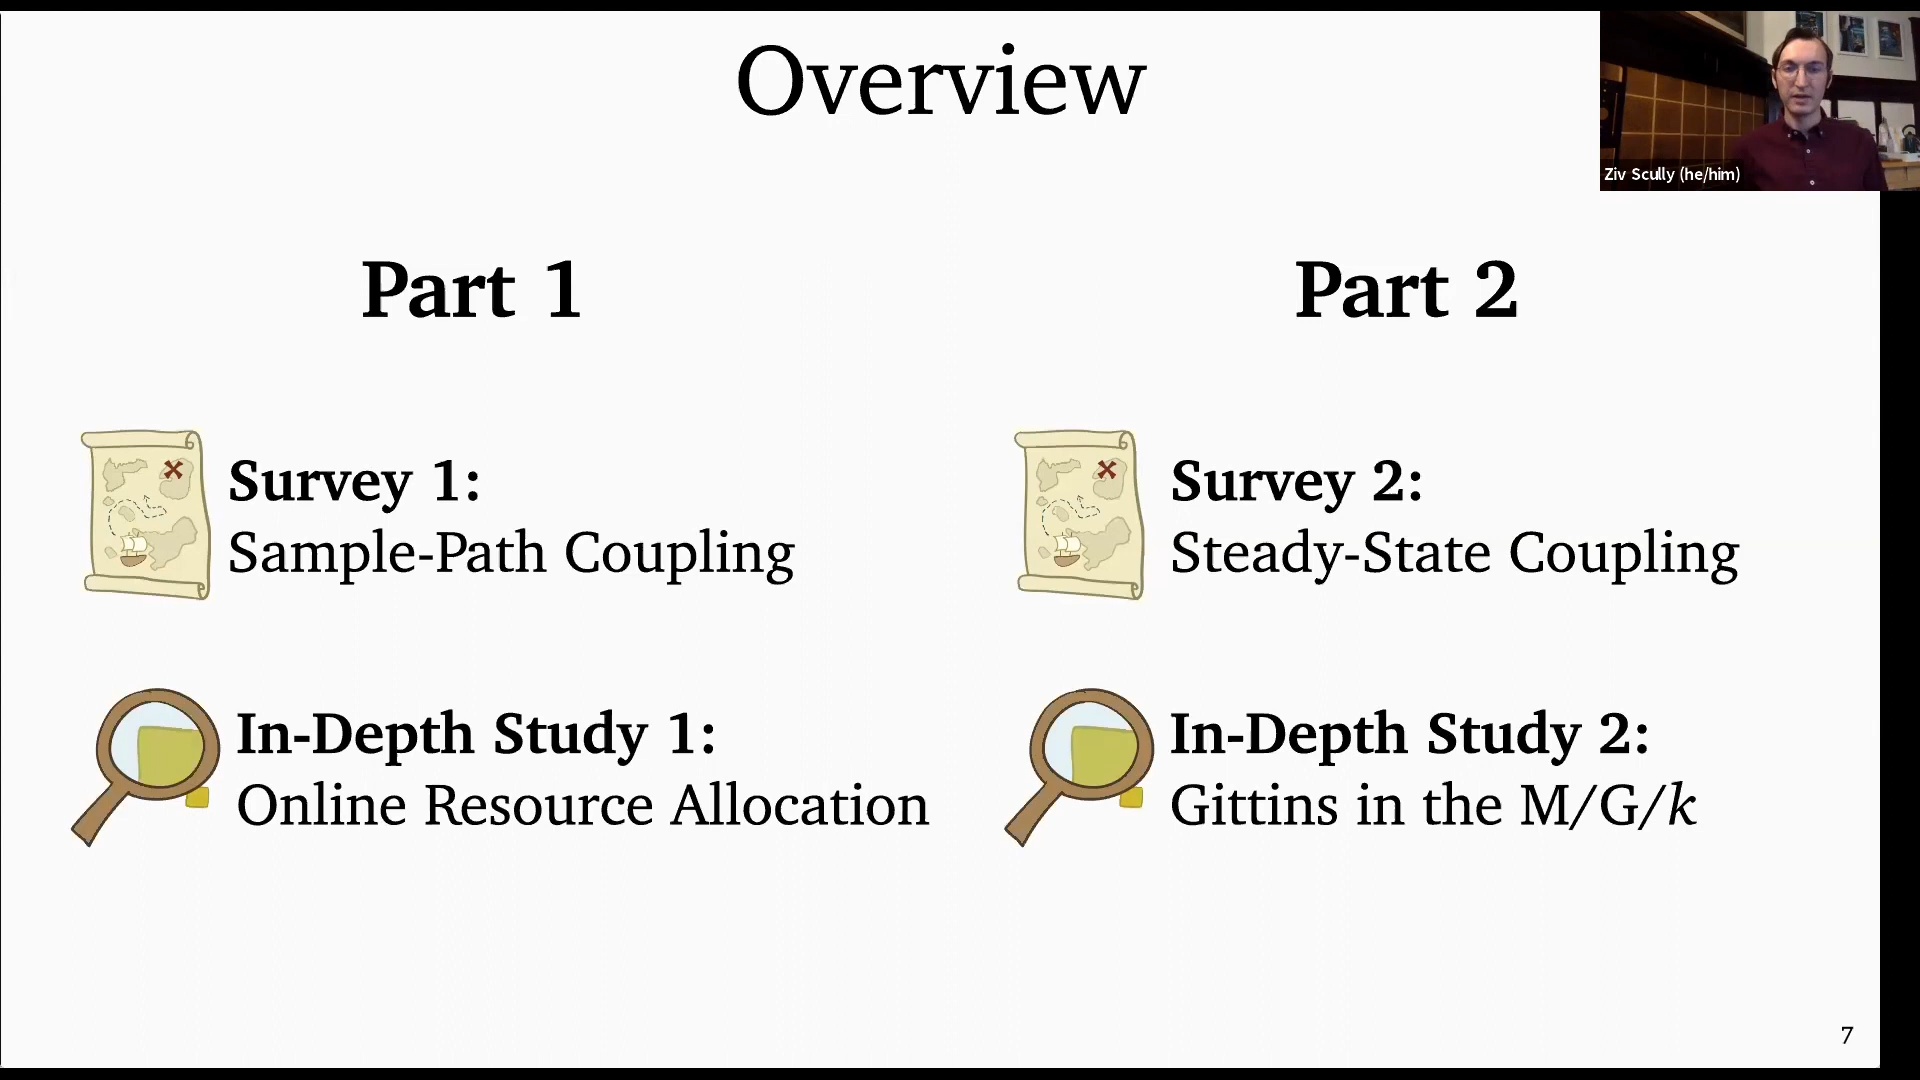 Overview
Ziv Scully (he/him)
Part 1
Survey 1:
Sample-Path Coupling
In-Depth Study 1:
Online Resource Allocation
Part 2
Survey 2:
Steady-State Coupling
In-Depth Study 2:
Gittins in the M/G/k
7